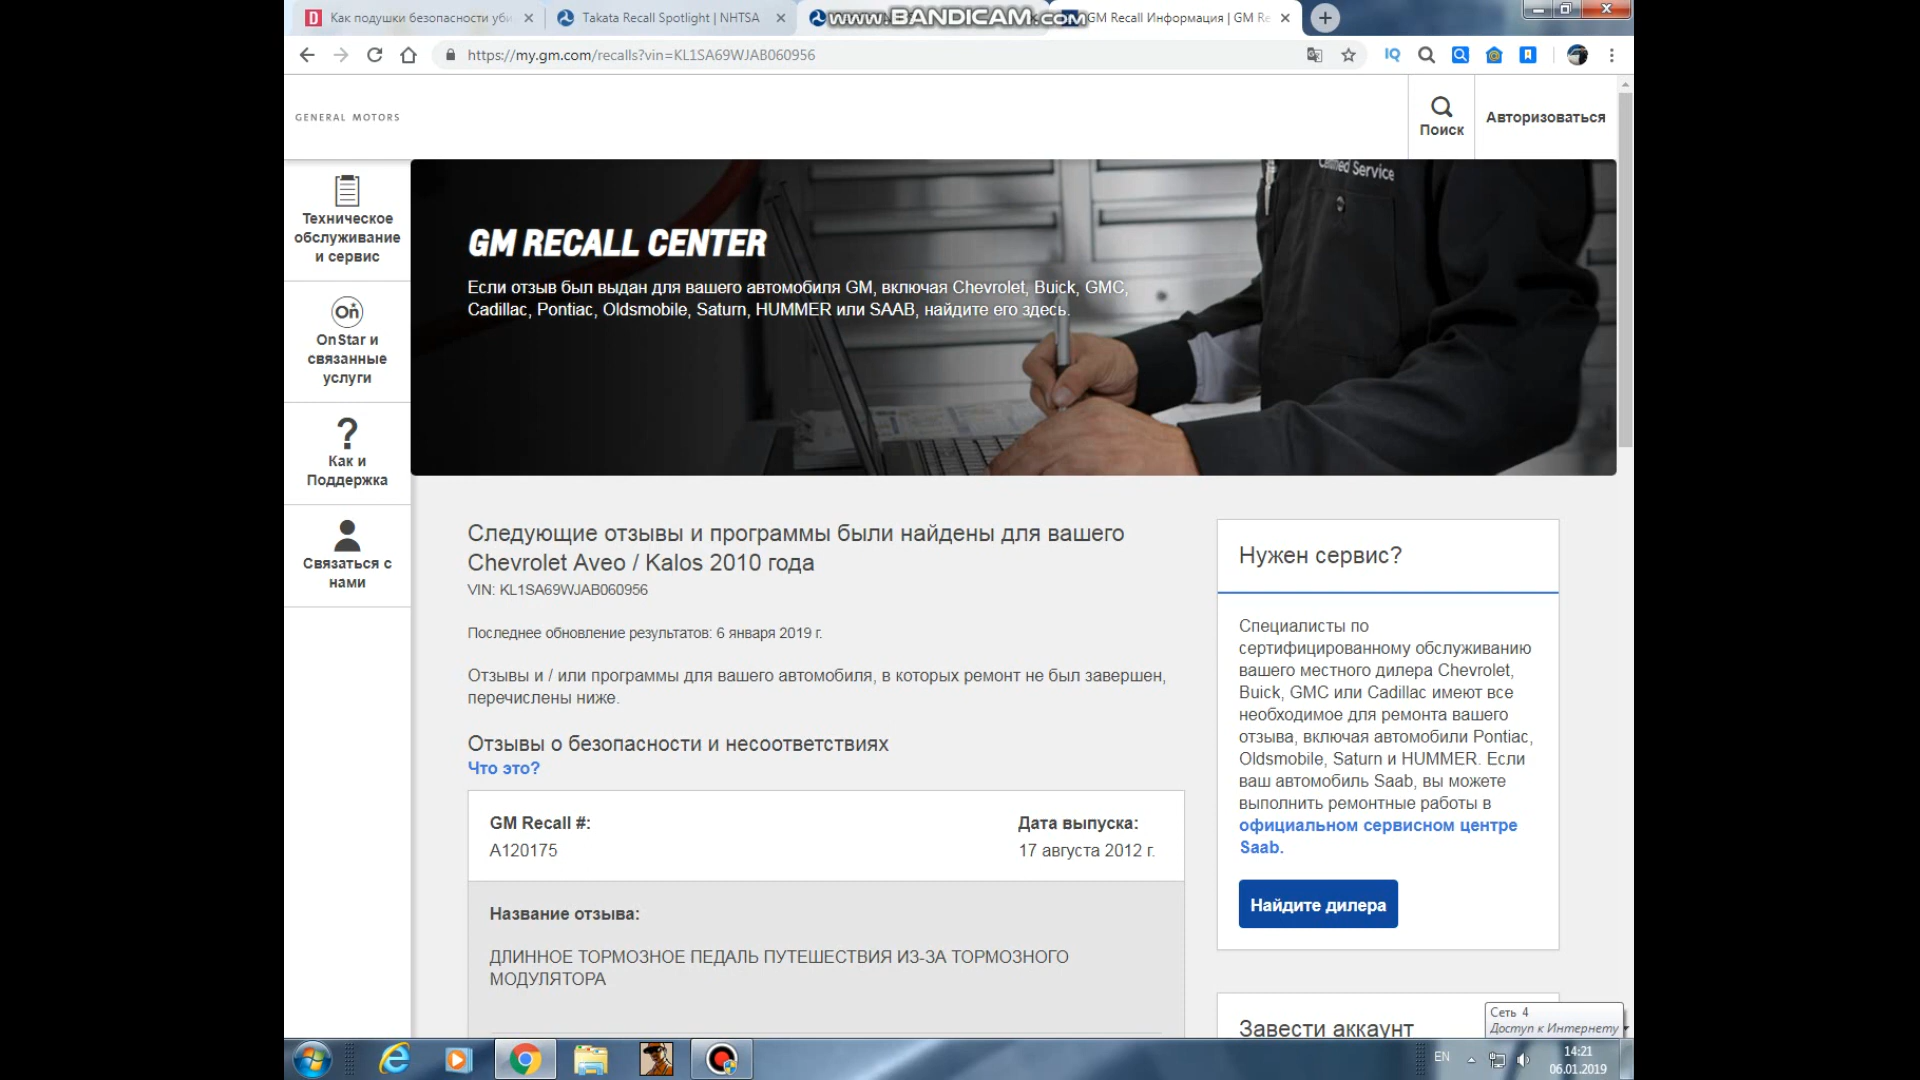 Как подушки безопасности уби
Takata Recall Spotlight | NHTSA
www.BANDICAM.com
GM Recall Информация | GM Re
https://my.gm.com/recalls?vin=KL1SA69WJAB060956
IQ
GENERAL MOTORS
Поиск
Авторизоваться
Техническое
обслуживание
и сервис
On
OnStar и
связанные
услуги
?
Как и
Поддержка
Связаться с
нами
Certified Service
GM RECALL CENTER
Если отзыв был выдан для вашего автомобиля GM, включая Chevrolet, Buick, GMC,
Cadillac, Pontiac, Oldsmobile, Saturn, HUMMER или SAAB, найдите его здесь.
Следующие отзывы и программы были найдены для вашего
Chevrolet Aveo / Kalos 2010 года
VIN: KL1SA69WJAB060956
Последнее обновление результатов: 6 января 2019 г.
Отзывы и / или программы для вашего автомобиля, в которых ремонт не был завершен,
перечислены ниже.
Отзывы о безопасности и несоответствиях
Что это?
GM Recall #:
A120175
Дата выпуска:
17 августа 2012 г.
Название отзыва:
ДЛИННОЕ ТОРМОЗНОЕ ПЕДАЛЬ ПУТЕШЕСТВИЯ ИЗ-ЗА ТОРМОЗНОГО
МОДУЛЯТОРА
Нужен сервис?
Специалисты по
сертифицированному обслуживанию
вашего местного дилера Chevrolet,
Buick, GMC или Cadillac имеют все
необходимое для ремонта вашего
отзыва, включая автомобили Pontiac,
Oldsmobile, Saturn и HUMMER. Если
ваш автомобиль Saab, вы можете
выполнить ремонтные работы в
официальном сервисном центре
Saab.
Найдите дилера
Завести аккаунт
Сеть 4
Доступ к Интернету
EN
14:21
06.01.2019